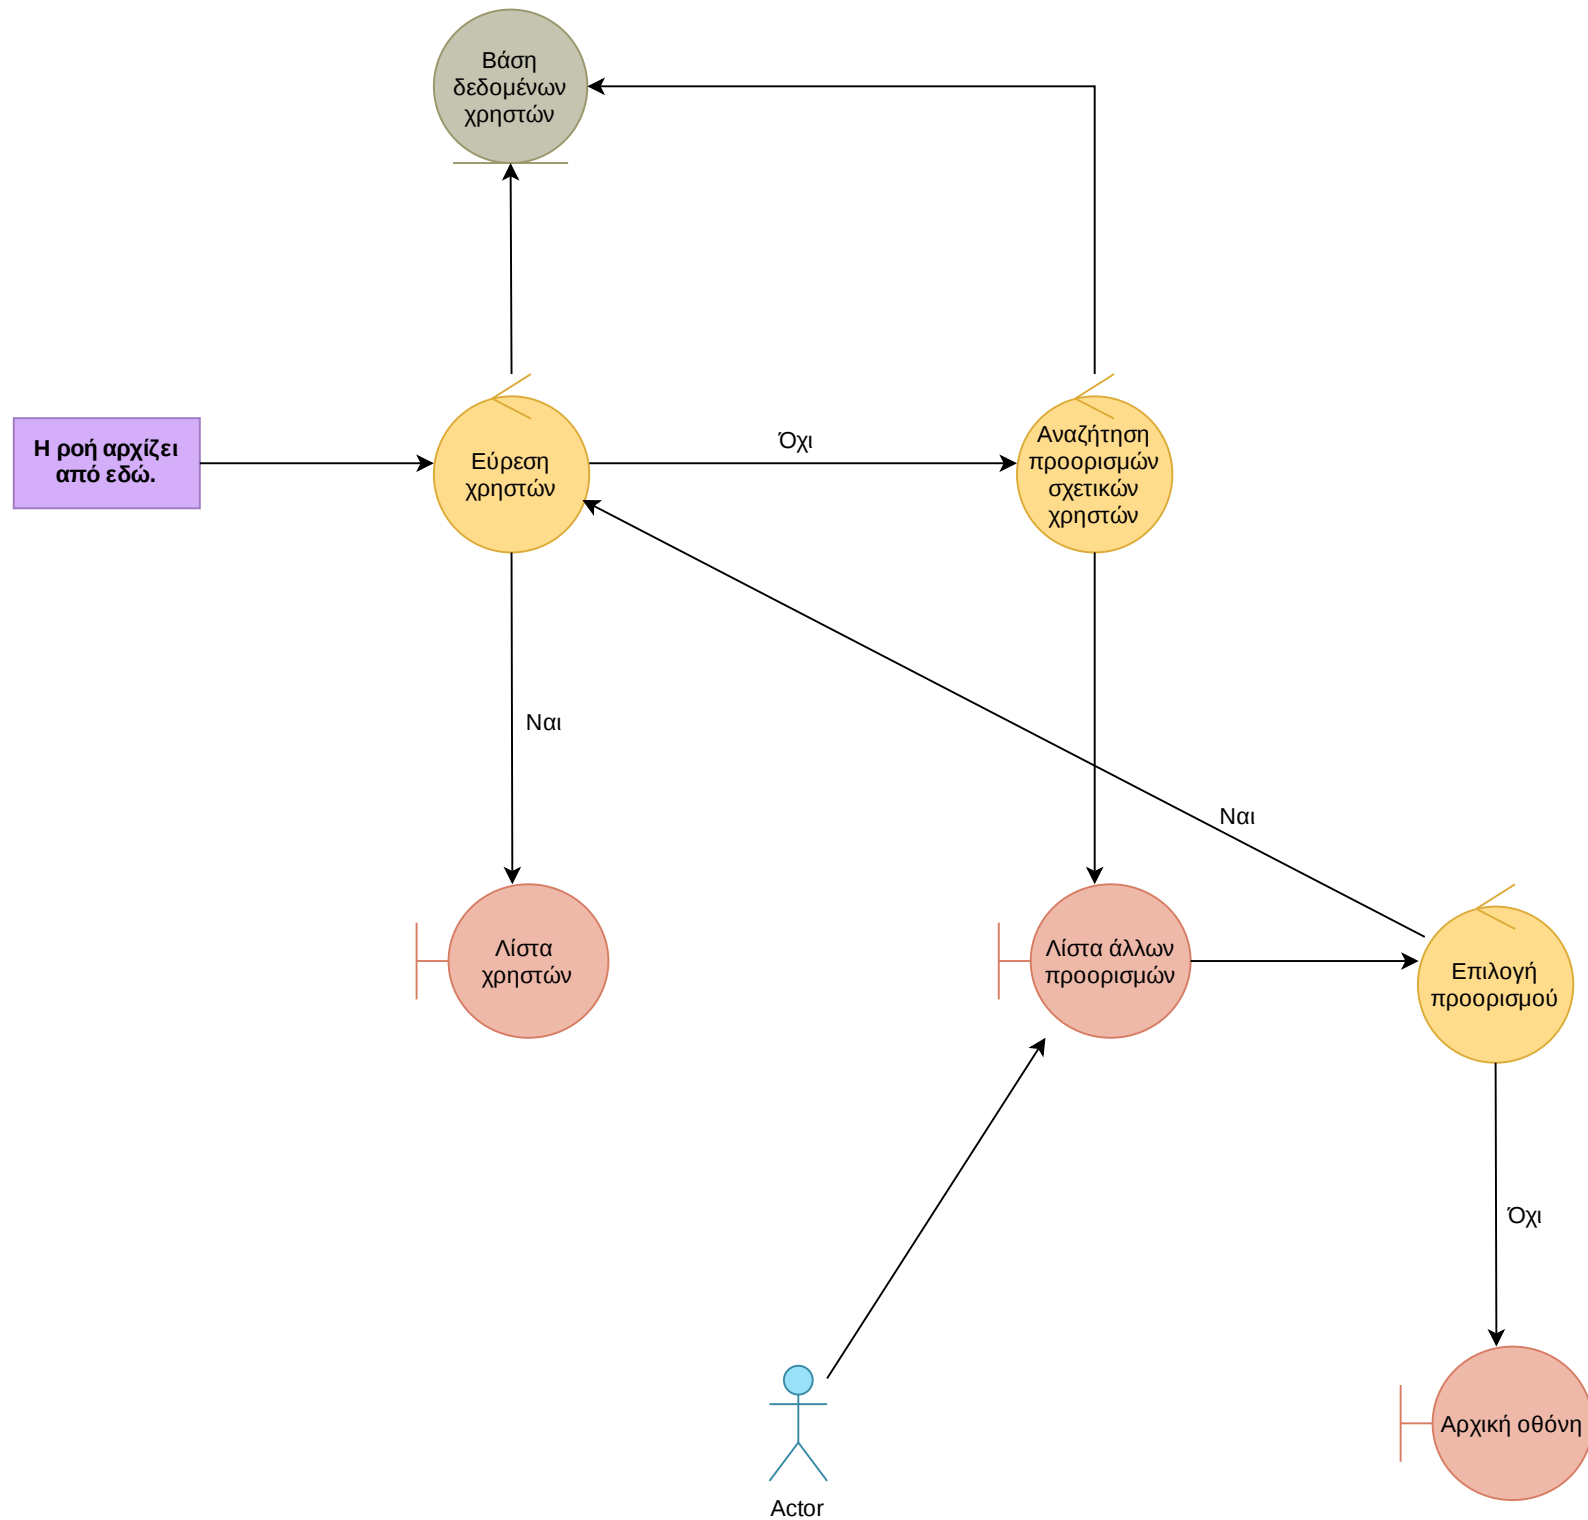 Βάση
δεδομένων
χρηστών
Η ροή αρχίζει
από εδώ.
Εύρεση
χρηστών
Όχι
Αναζήτηση
προορισμών
σχετικών
χρηστών
Ναι
Ναι
Λίστα
χρηστών
Λίστα άλλων
προορισμών
Επιλογή
προορισμού
Όχι
Αρχική οθόνη
Actor